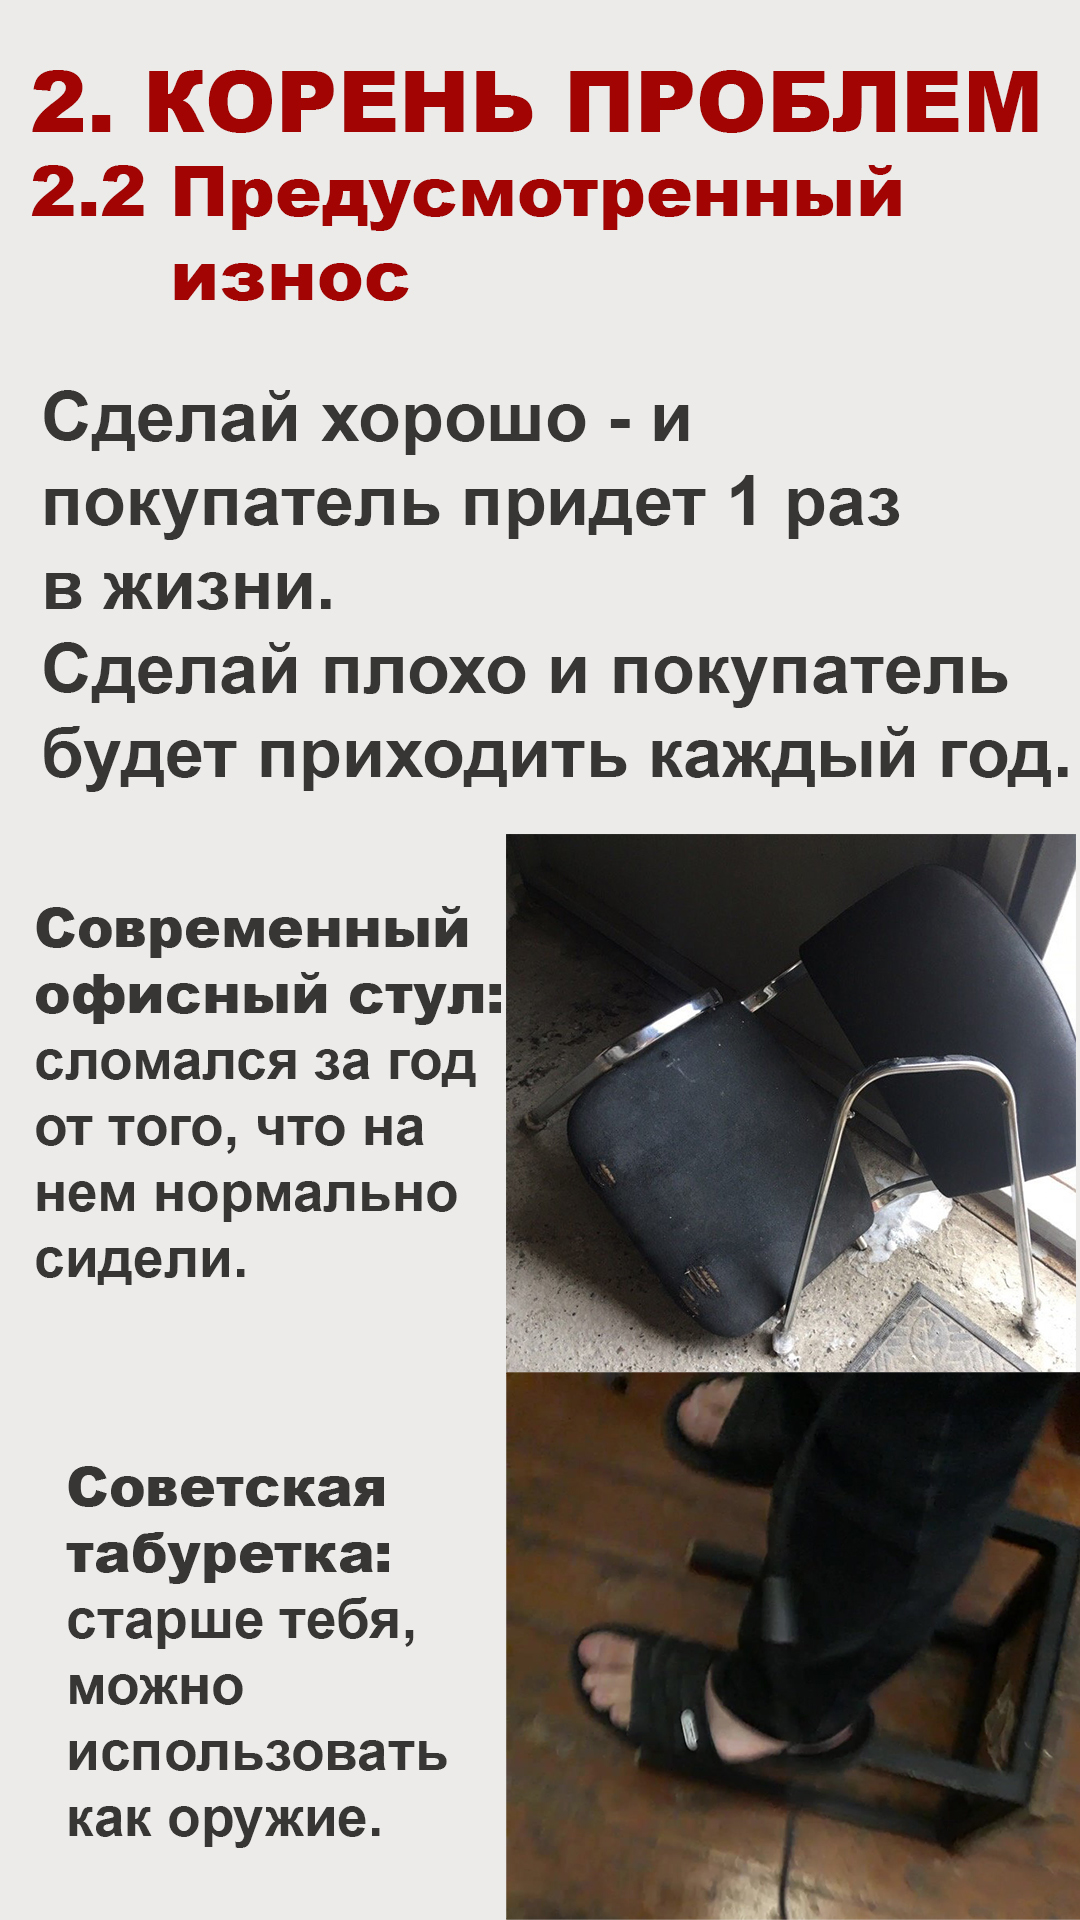 2. КОРЕНЬ ПРОБЛЕМ
2.2 Предусмотренный
износ
Сделай хорошо - и
покупатель придет 1 раз
в жизни.
Сделай плохо и покупатель
будет приходить каждый год.
Современный
офисный стул:
сломался за год
от того, что на
нем нормально
сидели.
Советская
табуретка:
старше тебя,
можно
использовать
как оружие.